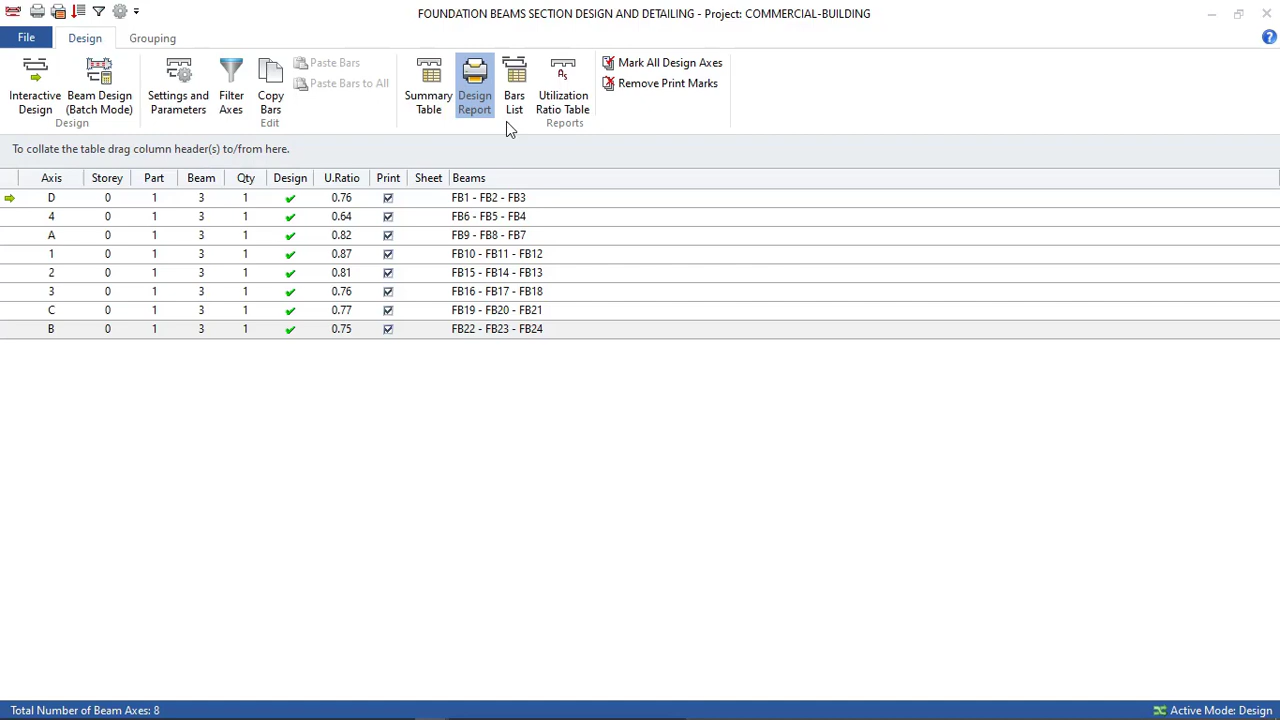 FOUNDATION BEAMS SECTION DESIGN AND DETAILING - Project: COMMERCIAL-BUILDING
File Design Grouping
Interactive Design
Beam Design (Batch Mode)
Design
Settings and Parameters
Filter Axes
Copy Bars
Paste Bars
Paste Bars to All
Edit
Summary Table
Design Report
Bars List
Utilization Ratio Table
Reports
Mark All Design Axes
Remove Print Marks
To collate the table drag column header(s) to/from here.
Axis Storey Part Beam Qty Design U.Ratio Print Sheet Beams
D 0 1 3 1 0.76 FB1 - FB2 - FB3
4 0 1 3 1 0.64 FB6 - FB5 - FB4
A 0 1 3 1 0.82 FB9 - FB8 - FB7
1 0 1 3 1 0.87 FB10 - FB11 - FB12
2 0 1 3 1 0.81 FB15 - FB14 - FB13
3 0 1 3 1 0.76 FB16 - FB17 - FB18
C 0 1 3 1 0.77 FB19 - FB20 - FB21
B 0 1 3 1 0.75 FB22 - FB23 - FB24
Total Number of Beam Axes: 8
Active Mode: Design